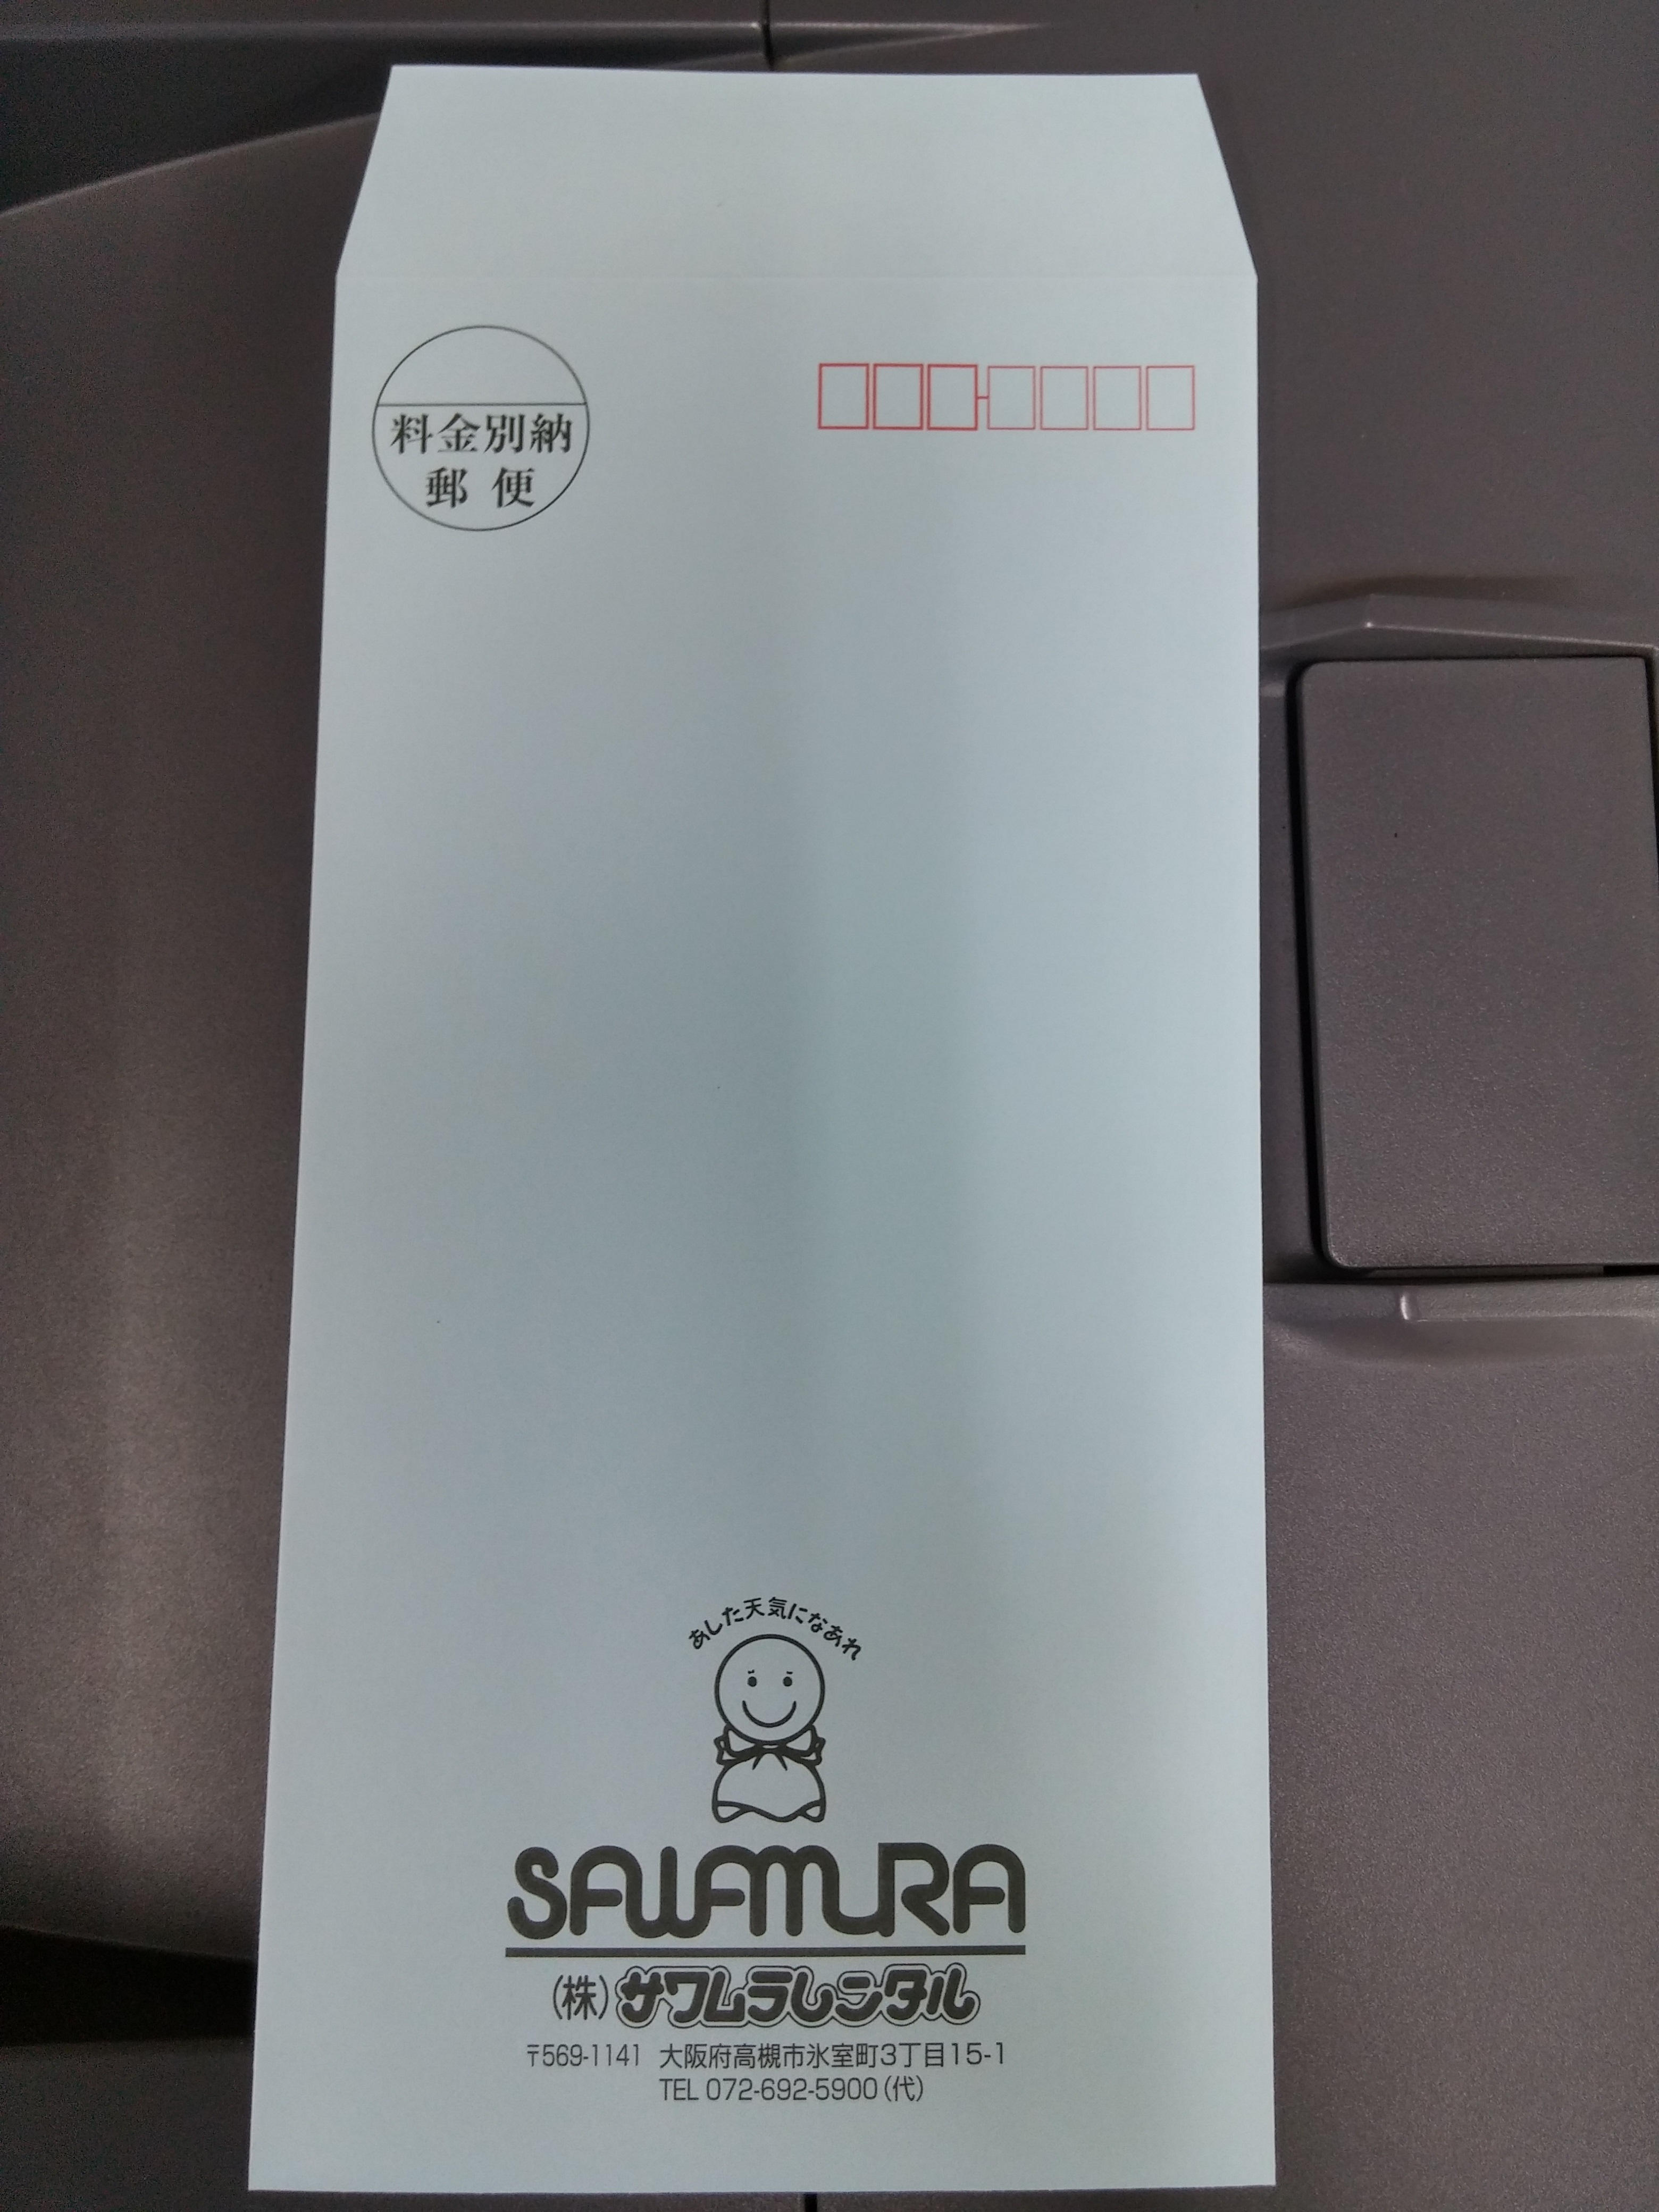 料金別納
郵便
あした天気になあれ
SAWAMURA
(株)サワムラレンタル
〒569-1141 大阪府高槻市氷室町3丁目15-1
TEL 072-692-5900(代)